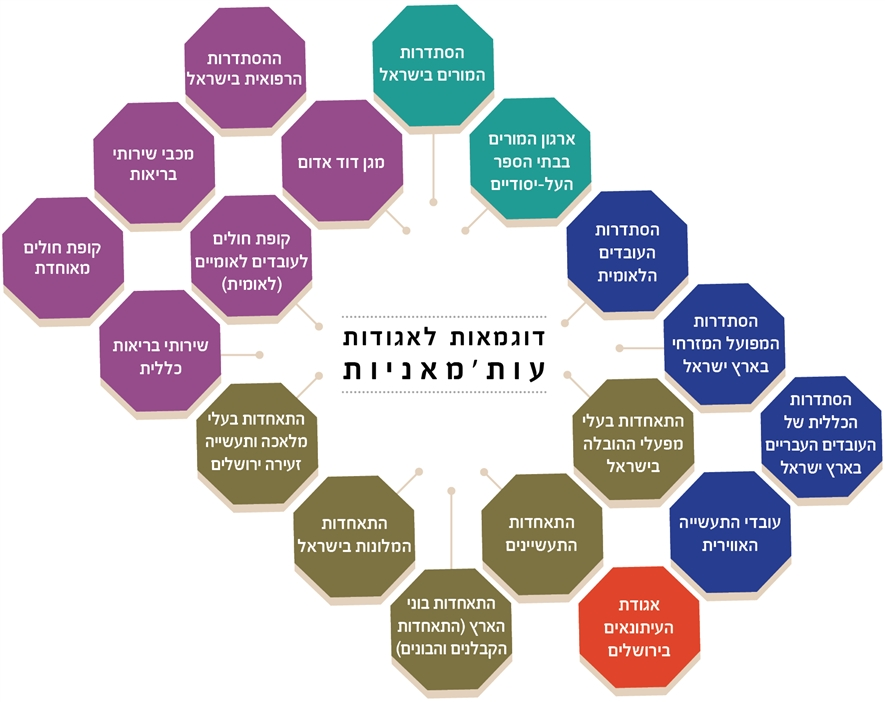 דוגמאות לאגודות
עות'מאניות
הסתדרות
המורים בישראל
ארגון המורים
בבתי הספר
העל-יסודיים
הסתדרות
העובדים
הלאומית
הסתדרות
המפועל המזרחי
בארץ ישראל
הסתדרות
הכללית של
העובדים העבריים
בארץ ישראל
עובדי התעשייה
האווירית
אגודת
העיתונאים
בירושלים
התאחדות בעלי
מפעלי ההובלה
בישראל
התאחדות
התעשיינים
התאחדות בוני
הארץ (התאחדות
הקבלנים והבונים)
התאחדות
המלונות בישראל
התאחדות בעלי
מלאכה ותעשייה
זעירה ירושלים
שירותי בריאות
כללית
קופת חולים
לעובדים לאומיים
(לאומית)
קופת חולים
מאוחדת
מכבי שירותי
בריאות
מגן דוד אדום
ההסתדרות
הרפואית בישראל